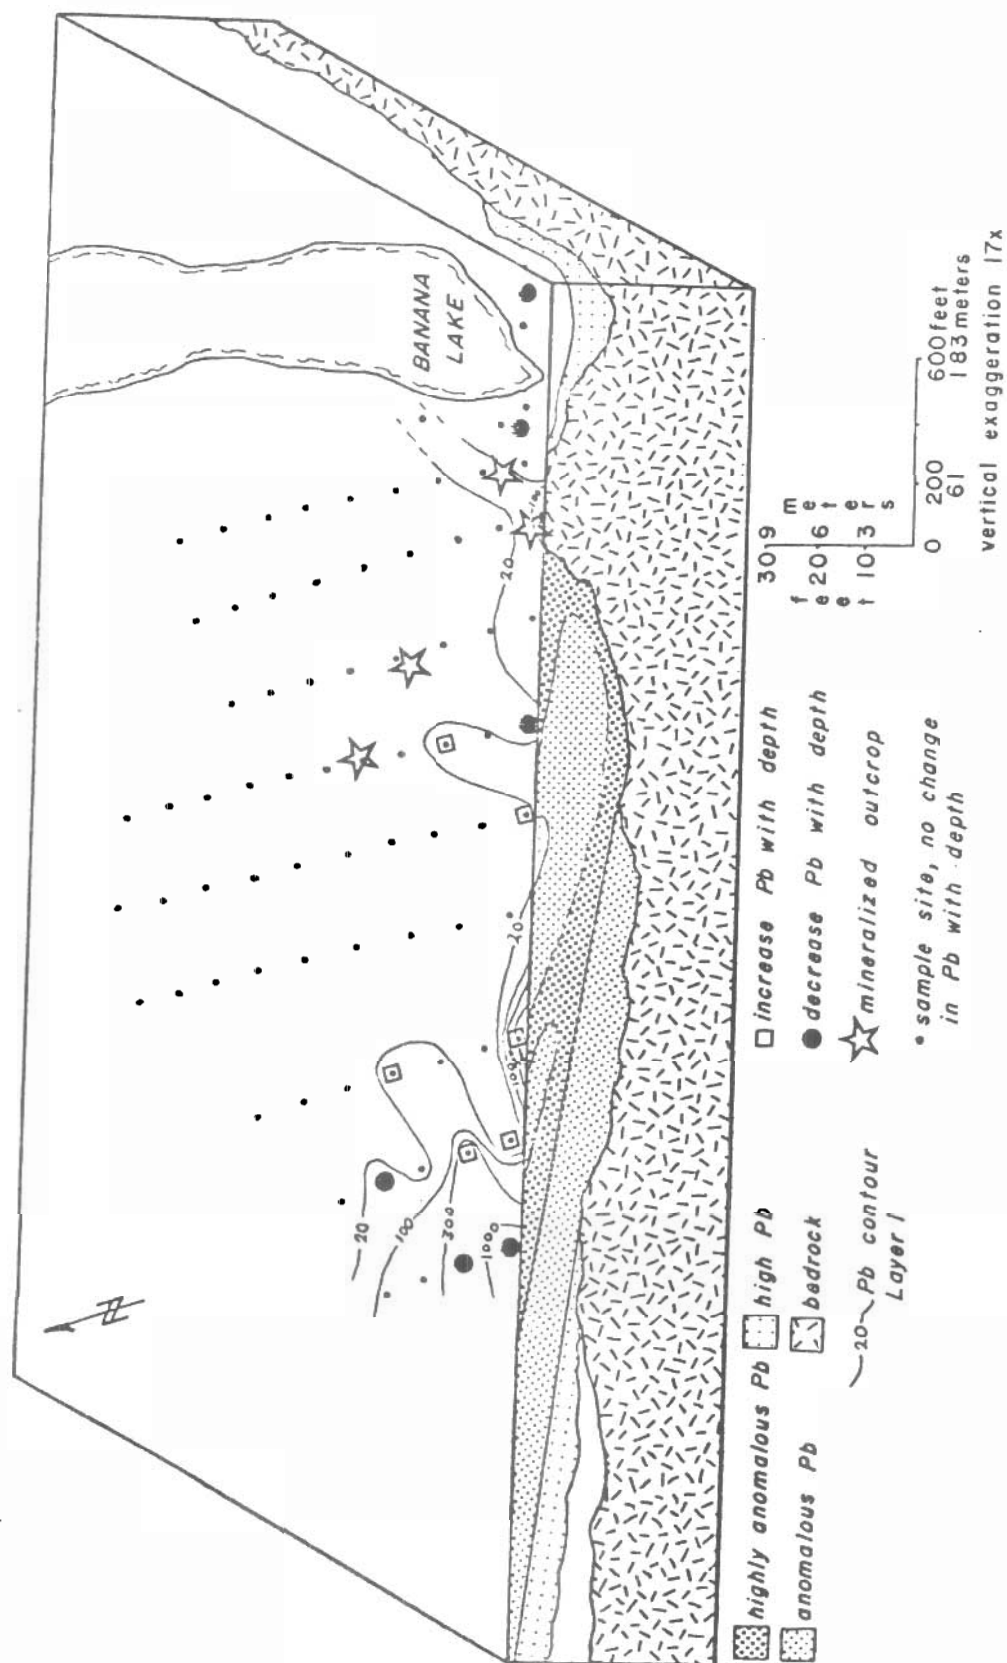 N
BANANA
LAKE
20
100
300
1000
100
20
20
100
highly anomalous Pb
high Pb
anomalous Pb
bedrock
20 Pb contour
Layer 1
increase Pb with depth
decrease Pb with depth
mineralized outcrop
sample site, no change
in Pb with depth
feet
meters
30 9
20 6
10 3
0 200 600 feet
61 183 meters
vertical exaggeration 17x